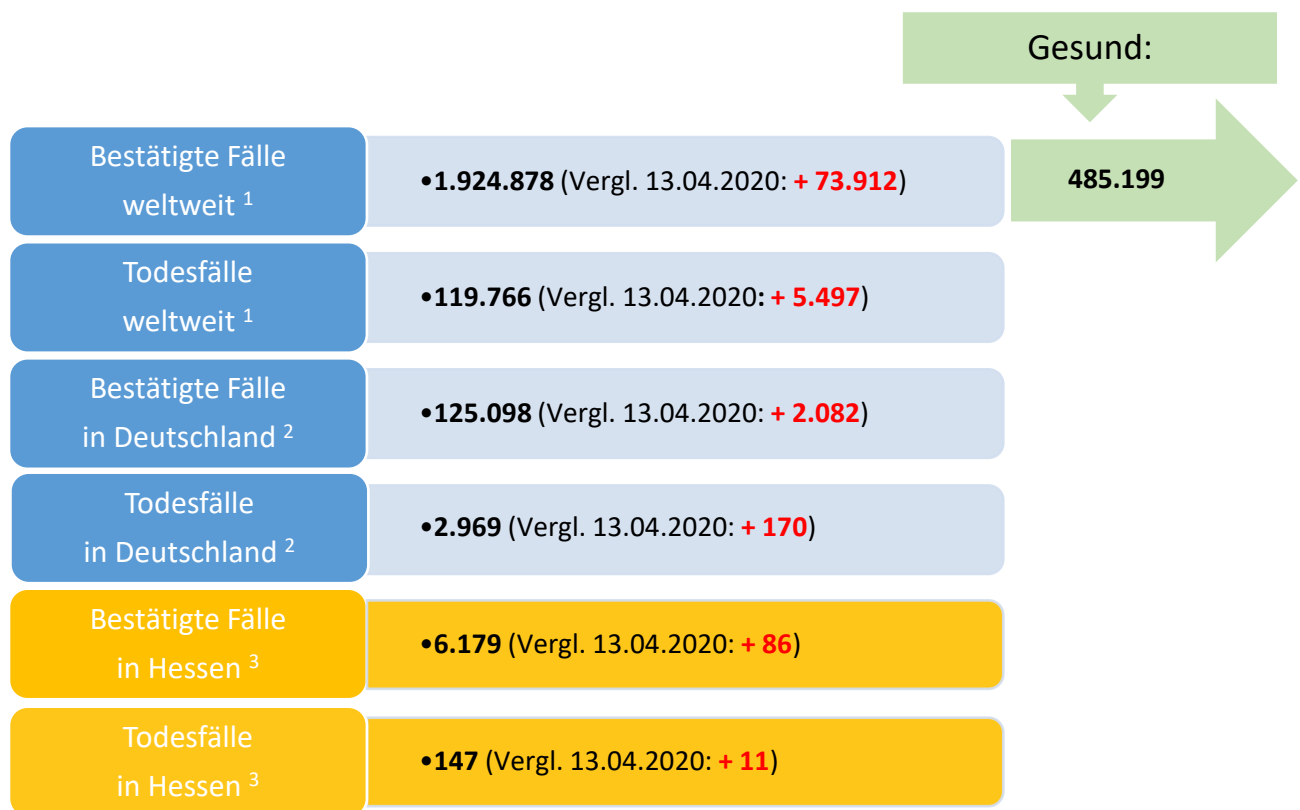 Gesund:
Bestätigte Fälle
weltweit ¹
•1.924.878 (Vergl. 13.04.2020: + 73.912)
485.199
Todesfälle
weltweit ¹
•119.766 (Vergl. 13.04.2020: + 5.497)
Bestätigte Fälle
in Deutschland ²
•125.098 (Vergl. 13.04.2020: + 2.082)
Todesfälle
in Deutschland ²
•2.969 (Vergl. 13.04.2020: + 170)
Bestätigte Fälle
in Hessen ³
•6.179 (Vergl. 13.04.2020: + 86)
Todesfälle
in Hessen ³
•147 (Vergl. 13.04.2020: + 11)